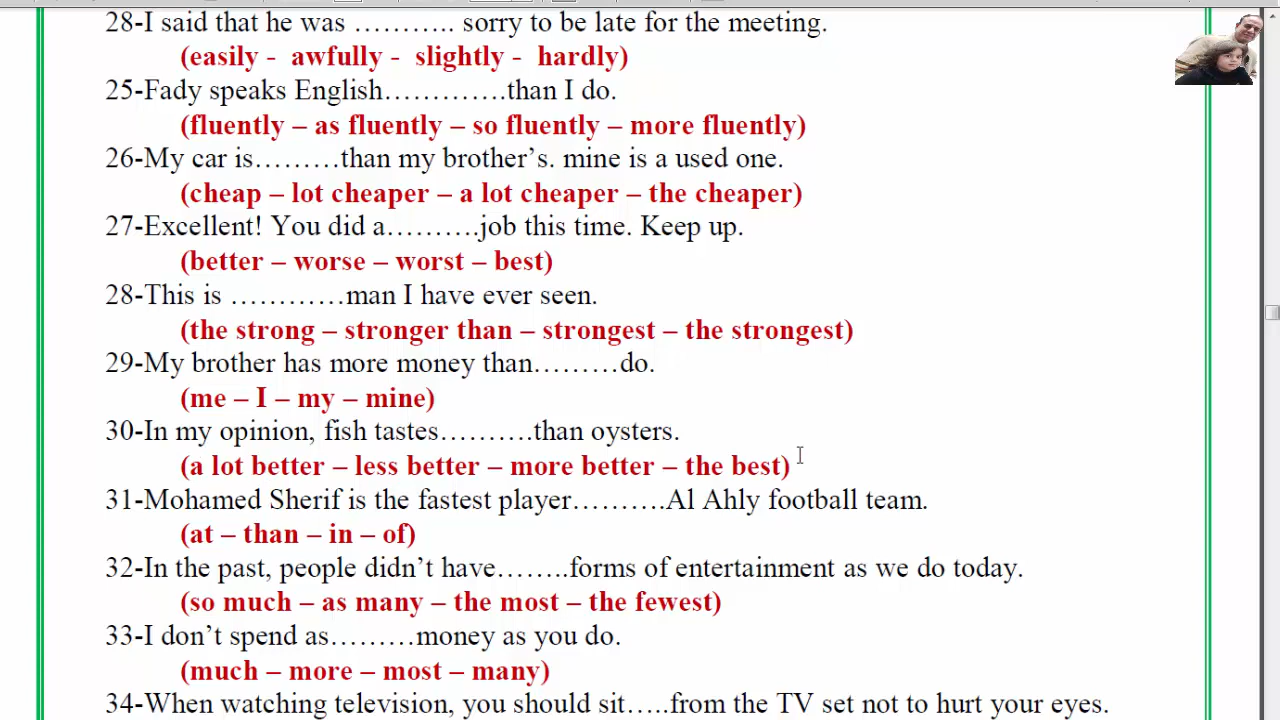 28-I said that he was ……….. sorry to be late for the meeting.
(easily - awfully - slightly - hardly)
25-Fady speaks English………….than I do.
(fluently – as fluently – so fluently – more fluently)
26-My car is………than my brother’s. mine is a used one.
(cheap – lot cheaper – a lot cheaper – the cheaper)
27-Excellent! You did a……….job this time. Keep up.
(better – worse – worst – best)
28-This is …………man I have ever seen.
(the strong – stronger than – strongest – the strongest)
29-My brother has more money than………do.
(me – I – my – mine)
30-In my opinion, fish tastes……….than oysters.
(a lot better – less better – more better – the best)
31-Mohamed Sherif is the fastest player……….Al Ahly football team.
(at – than – in – of)
32-In the past, people didn’t have……..forms of entertainment as we do today.
(so much – as many – the most – the fewest)
33-I don’t spend as………money as you do.
(much – more – most – many)
34-When watching television, you should sit…..from the TV set not to hurt your eyes.